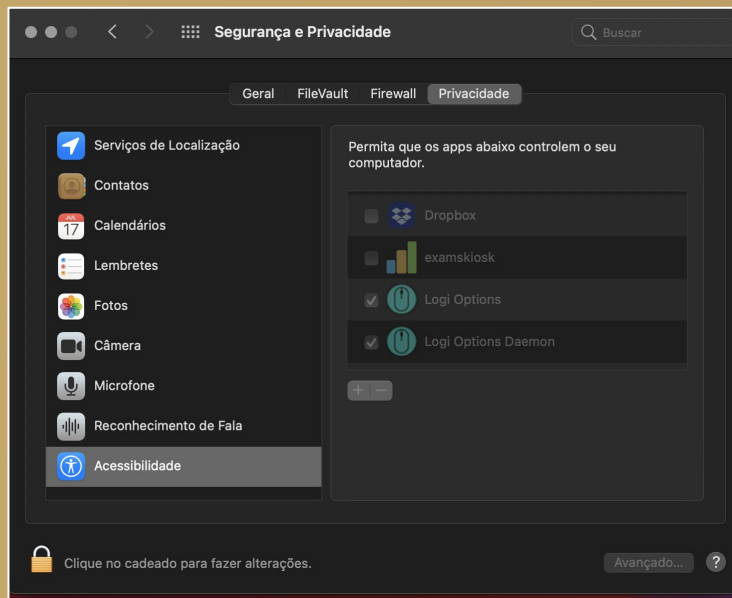 Segurança e Privacidade
Buscar
Geral FileVault Firewall Privacidade
Serviços de Localização
Contatos
JUL
17
Calendários
Lembretes
Fotos
Câmera
Microfone
Reconhecimento de Fala
Acessibilidade
Permita que os apps abaixo controlem o seu
computador.
Dropbox
examskiosk
Logi Options
Logi Options Daemon
Clique no cadeado para fazer alterações.
Avançado... ?